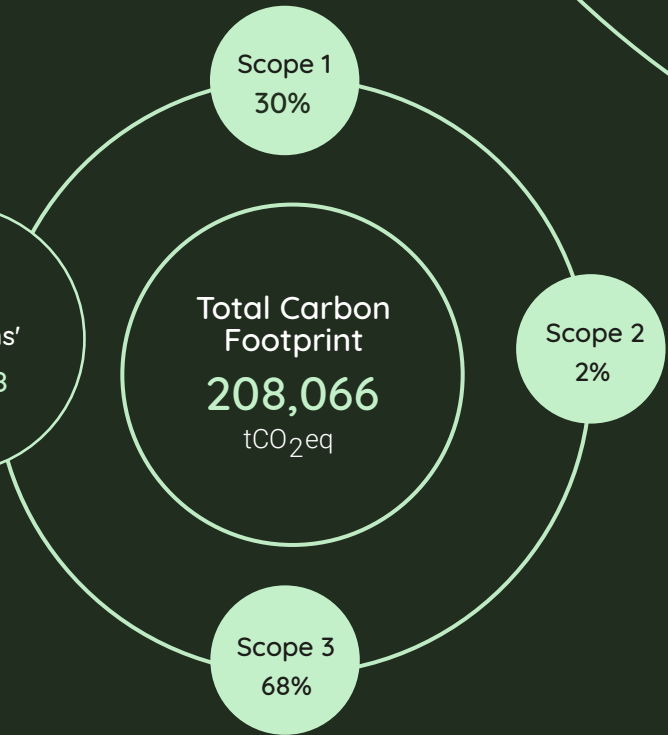 Scope 1
30%
Total Carbon
Footprint
208,066
tCO2eq
Scope 2
2%
Scope 3
68%